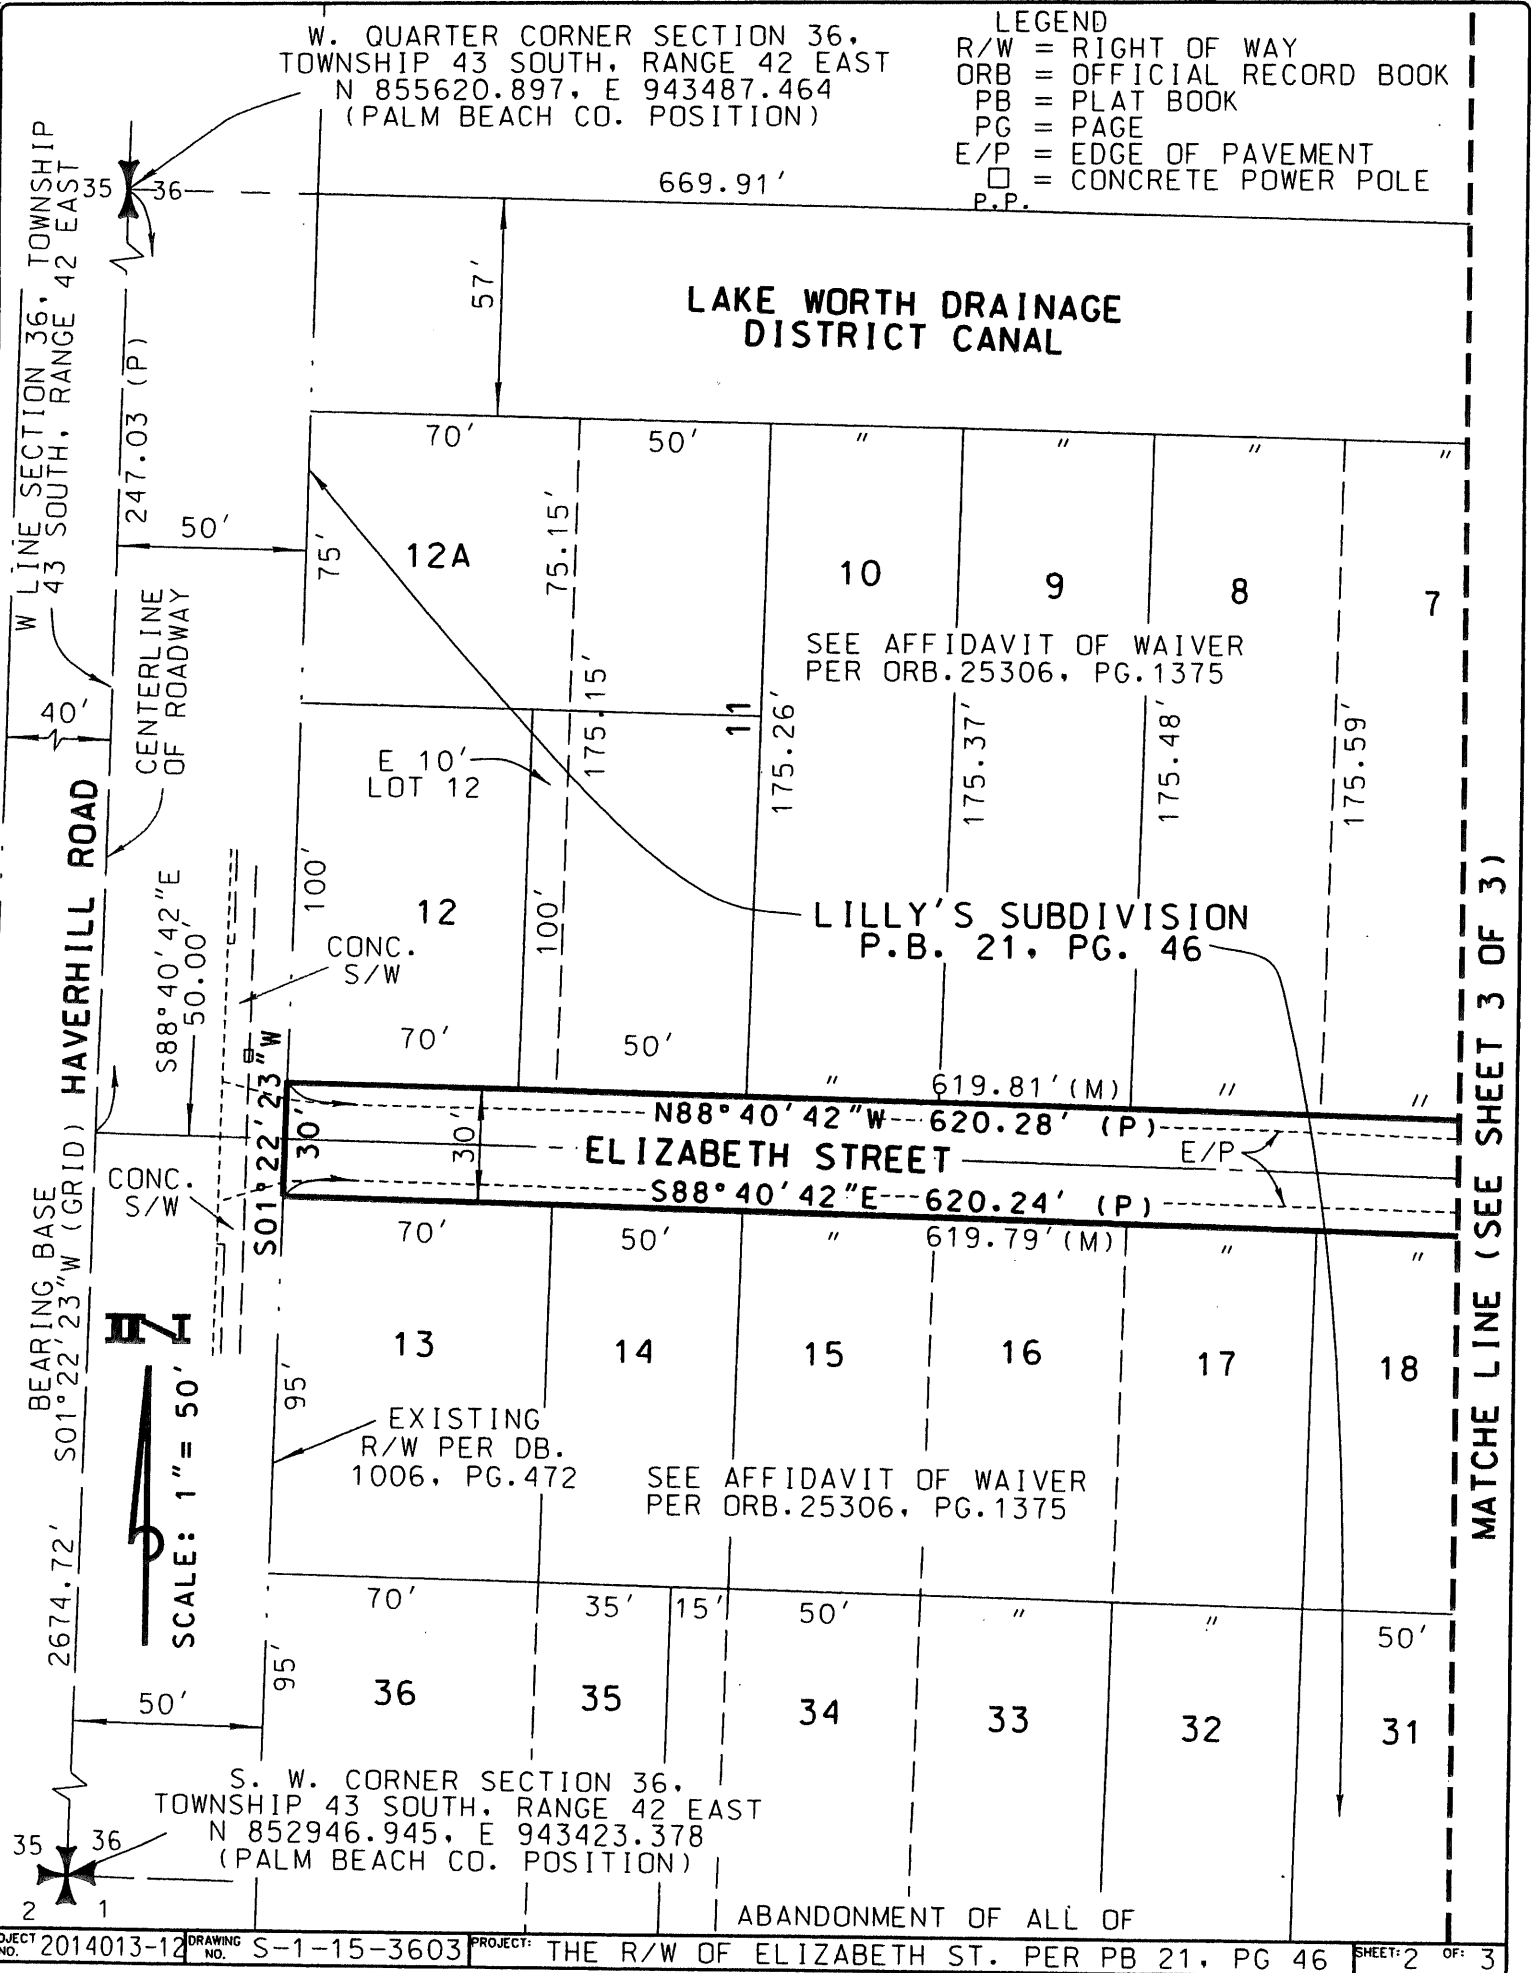 W. QUARTER CORNER SECTION 36,
TOWNSHIP 43 SOUTH, RANGE 42 EAST
N 855620.897, E 943487.464
(PALM BEACH CO. POSITION)
LEGEND
R/W = RIGHT OF WAY
ORB = OFFICIAL RECORD BOOK
PB = PLAT BOOK
PG = PAGE
E/P = EDGE OF PAVEMENT
□ = CONCRETE POWER POLE
P.P.
35 36
669.91'
W LINE SECTION 36, TOWNSHIP
43 SOUTH, RANGE 42 EAST
247.03 (P)
57'
LAKE WORTH DRAINAGE
DISTRICT CANAL
70' 50' " " " "
50'
75'
12A
75.15'
10
9
8
7
SEE AFFIDAVIT OF WAIVER
PER ORB.25306, PG.1375
CENTERLINE
OF ROADWAY
40'
E 10'
LOT 12
175.15'
11
175.26'
175.37'
175.48'
175.59'
HAVERHILL ROAD
100'
12
100'
LILLY'S SUBDIVISION
P.B. 21, PG. 46
S88°40'42"E
50.00'
CONC.
S/W
70' 50' " " "
619.81'(M)
N88°40'42"W 620.28' (P)
S01°22'23"W
30'
30'
ELIZABETH STREET
E/P
S88°40'42"E 620.24' (P)
619.79'(M)
CONC.
S/W
70' 50' " " "
BEARING BASE
2674.72' S01°22'23"W (GRID)
N
SCALE: 1"= 50'
13
14
15
16
17
18
95'
EXISTING
R/W PER DB.
1006, PG.472
SEE AFFIDAVIT OF WAIVER
PER ORB.25306, PG.1375
MATCHE LINE (SEE SHEET 3 OF 3)
70' 35' 15' 50' " " 50'
95'
36
35
34
33
32
31
50'
S. W. CORNER SECTION 36,
TOWNSHIP 43 SOUTH, RANGE 42 EAST
N 852946.945, E 943423.378
(PALM BEACH CO. POSITION)
35 36
2 1
ABANDONMENT OF ALL OF
OJECT NO. 2014013-12 DRAWING NO. S-1-15-3603 PROJECT: THE R/W OF ELIZABETH ST. PER PB 21, PG 46 SHEET: 2 OF: 3